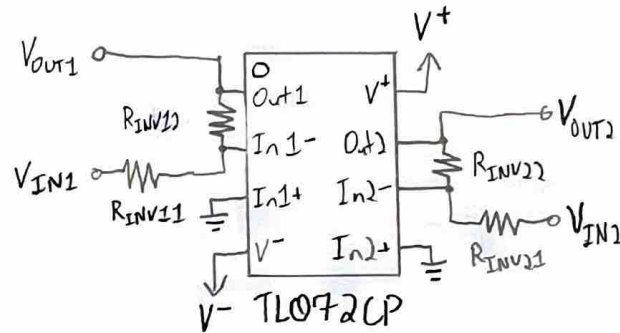 V+
VOUT1
Out1
V+
RINV12
VOUT2
In1-
Out2
VIN1
RINV22
RINV11
In1+
In2-
VIN2
V-
In2+
RINV21
V-
TL072CP